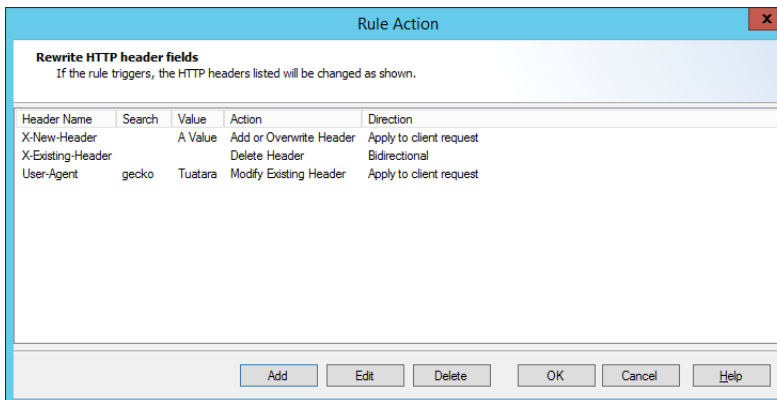 Rule Action
x
Rewrite HTTP header fields
If the rule triggers, the HTTP headers listed will be changed as shown.
Header Name Search Value Action Direction
X-New-Header A Value Add or Overwrite Header Apply to client request
X-Existing-Header Delete Header Bidirectional
User-Agent gecko Tuatara Modify Existing Header Apply to client request
Add Edit Delete OK Cancel Help